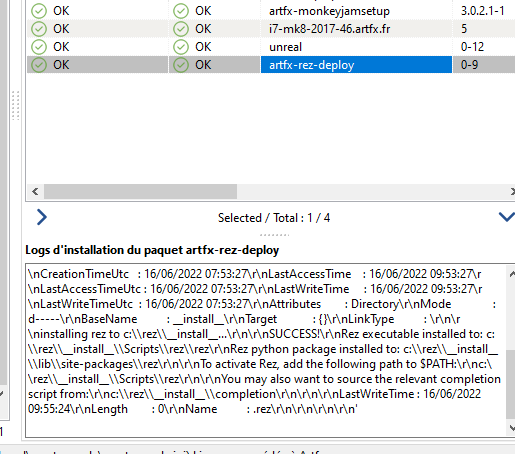 OK OK artfx-monkeyjamsetup 3.0.2.1-1
OK OK i7-mk8-2017-46.artfx.fr 5
OK OK unreal 0-12
OK OK artfx-rez-deploy 0-9
Selected / Total : 1 / 4
Logs d'installation du paquet artfx-rez-deploy
\nCreationTimeUtc : 16/06/2022 07:53:27\r\nLastAccessTime : 16/06/2022 09:53:27\r
\nLastAccessTimeUtc : 16/06/2022 07:53:27\r\nLastWriteTime : 16/06/2022 09:53:27\r
\nLastWriteTimeUtc : 16/06/2022 07:53:27\r\nAttributes : Directory\r\nMode :
d-----\r\nBaseName : __install__\r\nTarget : {}\r\nLinkType : \r\n\r
\ninstalling rez to c:\\rez\\__install__...\r\n\r\nSUCCESS!\r\nRez executable installed to: c:
\\rez\\__install__\\Scripts\\rez\\rez\r\nRez python package installed to: c:\\rez\\__install__
\\lib\\site-packages\\rez\r\n\r\nTo activate Rez, add the following path to $PATH:\r\nc:\
\rez\\__install__\\Scripts\\rez\r\n\r\nYou may also want to source the relevant completion
script from:\r\nc:\\rez\\__install__\\completion\r\n\r\n\r\nLastWriteTime : 16/06/2022
09:55:24\r\nLength : 0\r\nName : .rez\r\n\r\n\r\n\r\n'
1